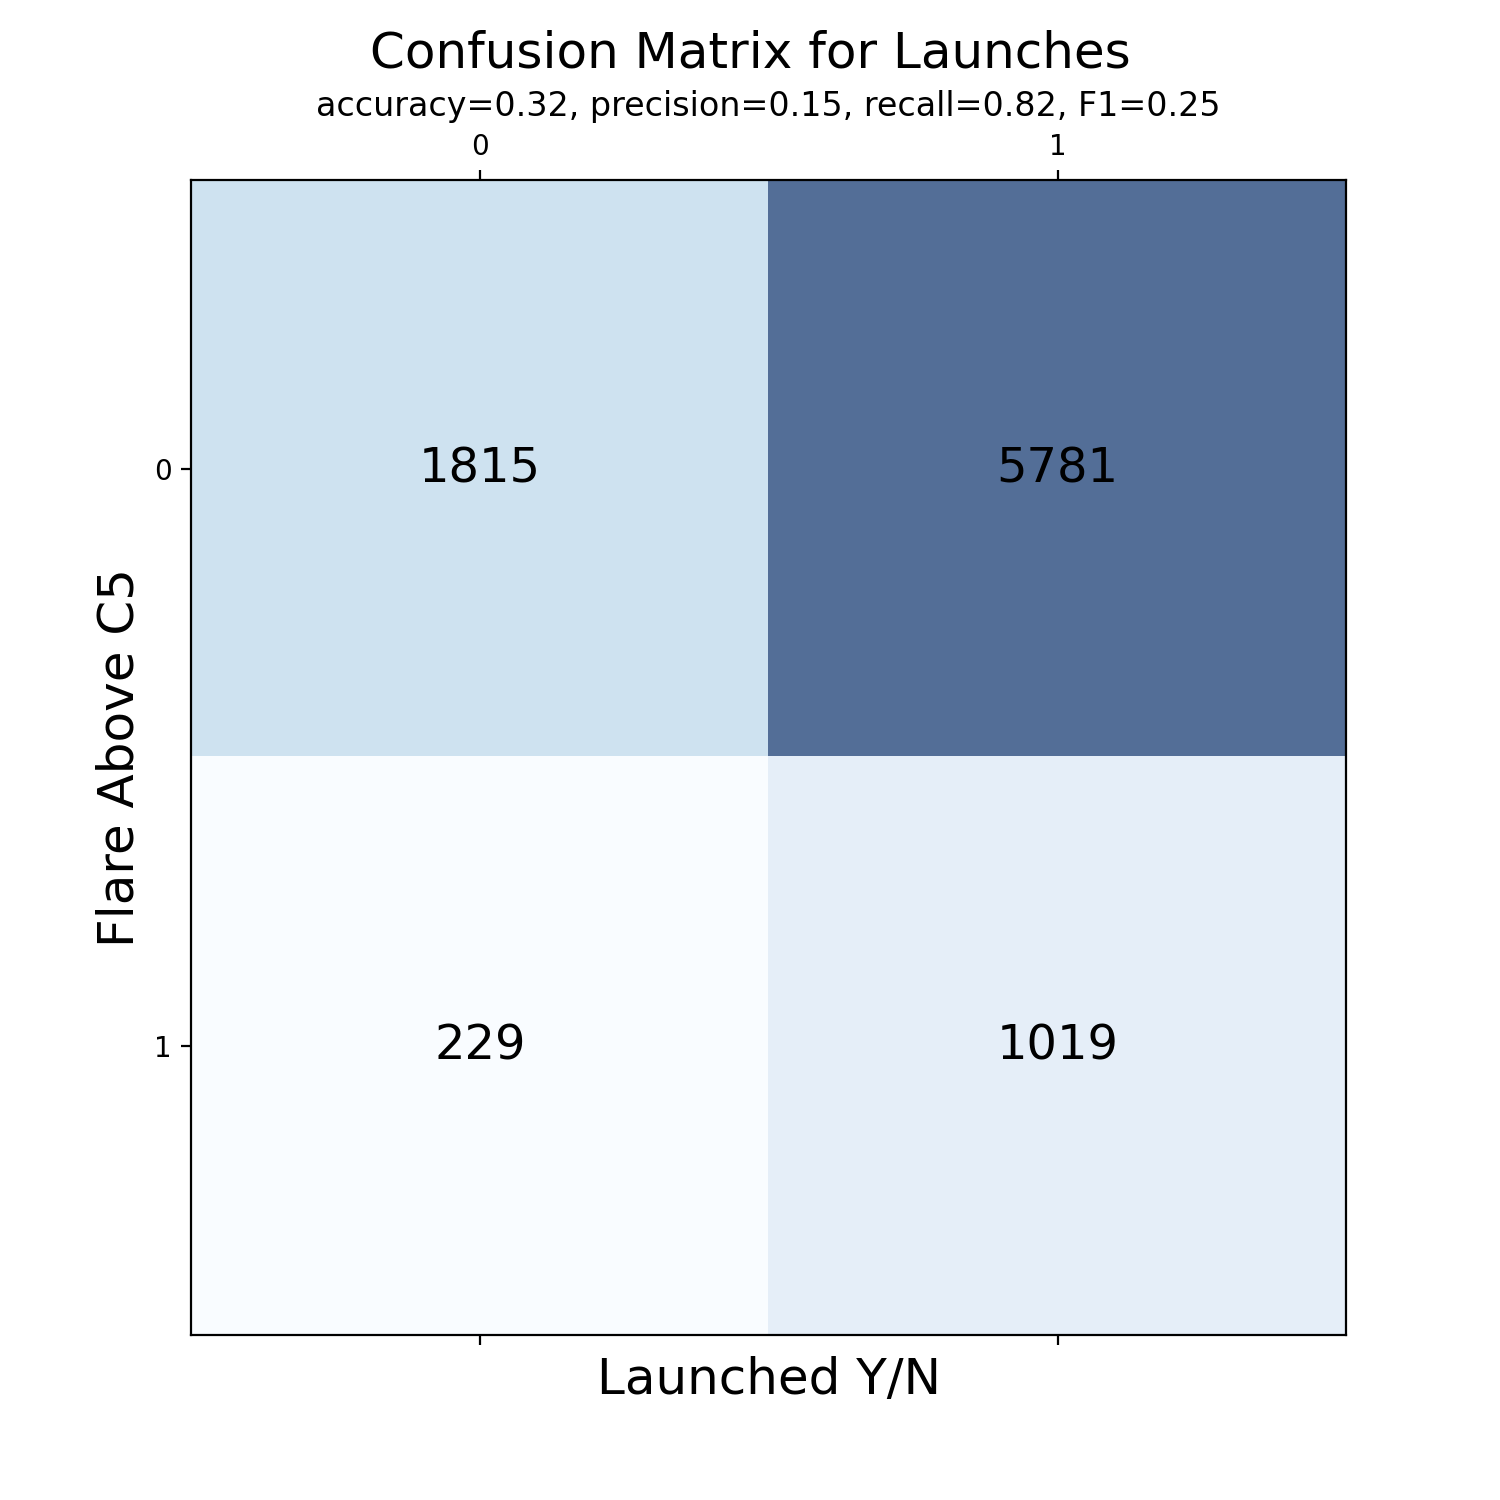 Confusion Matrix for Launches
accuracy=0.32, precision=0.15, recall=0.82, F1=0.25
0 1
0 1815 5781
Flare Above C5
1 229 1019
Launched Y/N